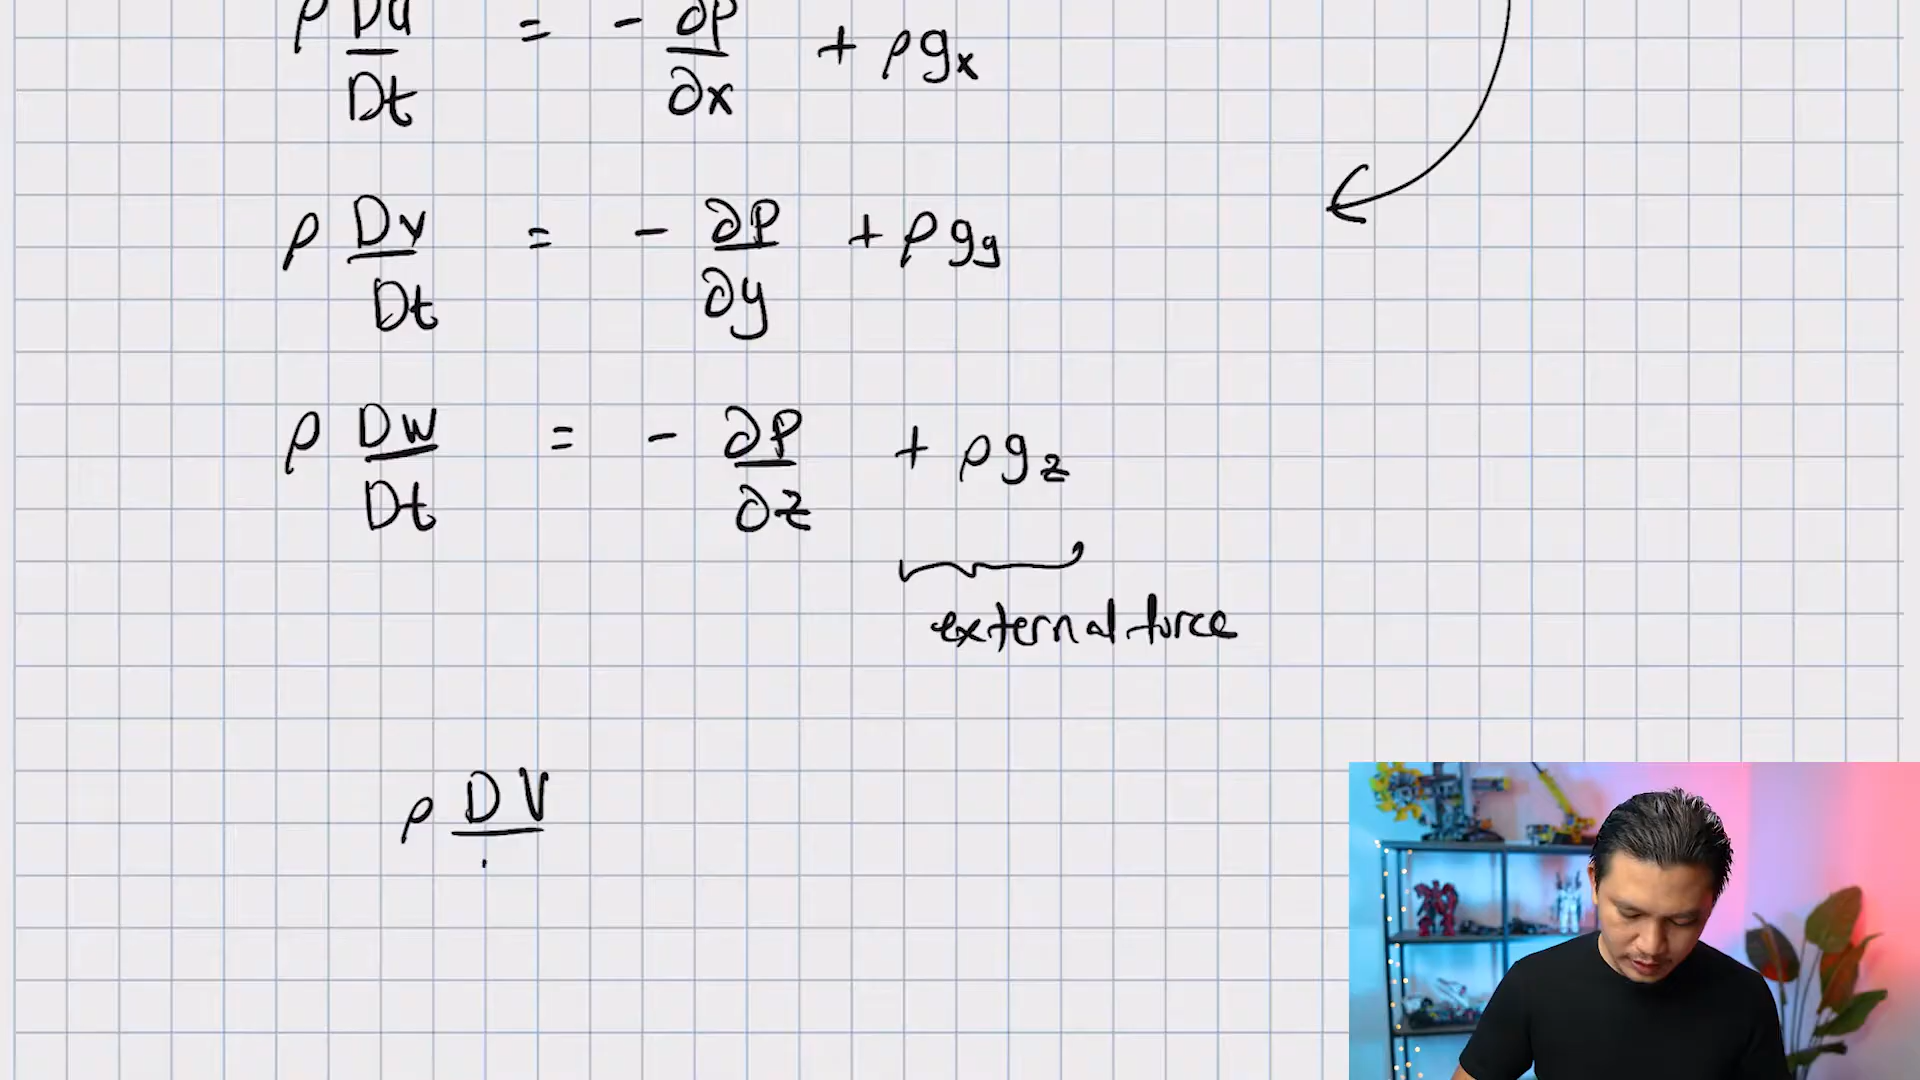 ρ Du/Dt = - ∂P/∂x + ρgx
ρ Dv/Dt = - ∂P/∂y + ρgy
ρ Dw/Dt = - ∂P/∂z + ρgz
external force
ρ DV